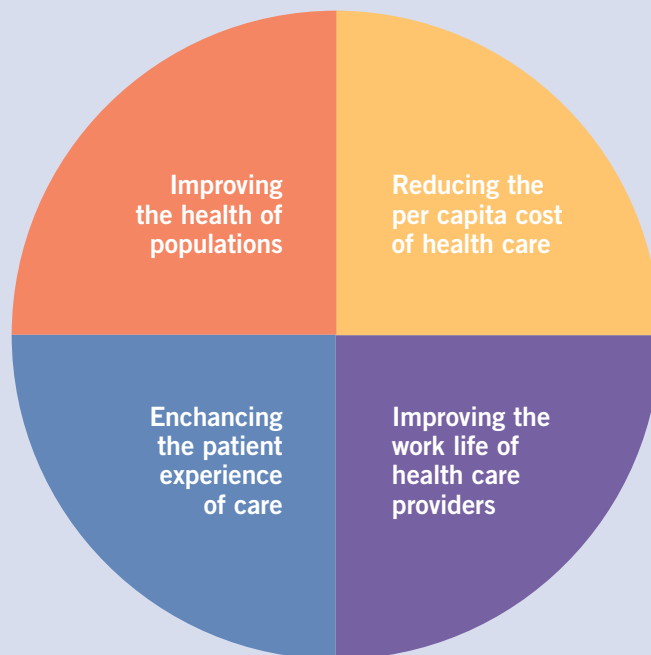 Improving
the health of
populations
Reducing the
per capita cost
of health care
Enchancing
the patient
experience
of care
Improving the
work life of
health care
providers